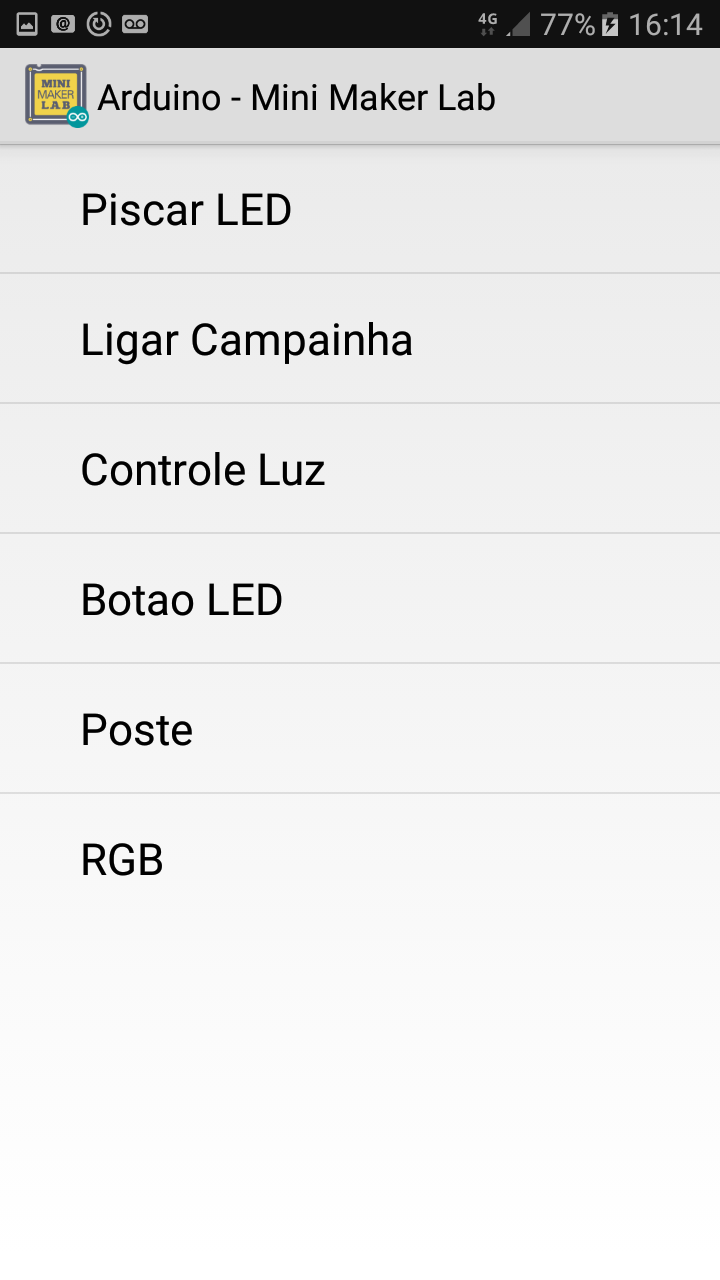 4G 77% 16:14
MINI
MAKER
LAB
Arduino - Mini Maker Lab
Piscar LED
Ligar Campainha
Controle Luz
Botao LED
Poste
RGB